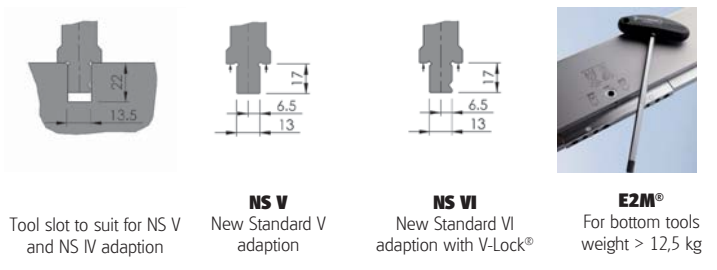 22
13.5
17
6.5
13
17
6.5
13
Tool slot to suit for NS V
and NS IV adaption
NS V
New Standard V
adaption
NS VI
New Standard VI
adaption with V-Lock®
E2M®
For bottom tools
weight > 12,5 kg